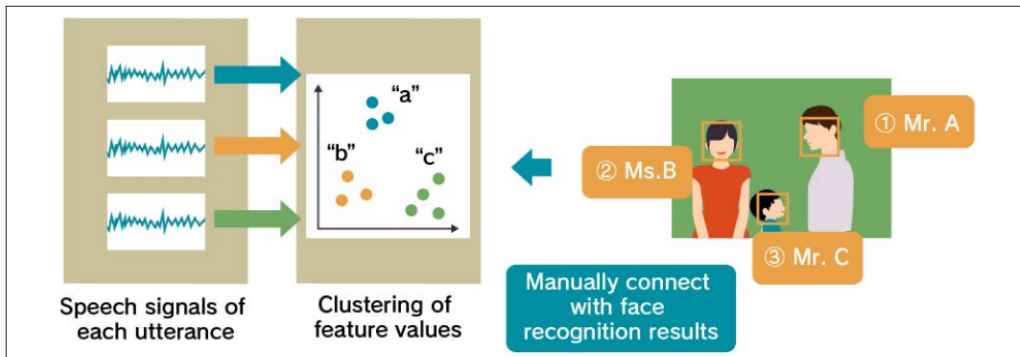 “a”
“b”
“c”
① Mr. A
② Ms.B
③ Mr. C
Speech signals of
each utterance
Clustering of
feature values
Manually connect
with face
recognition results